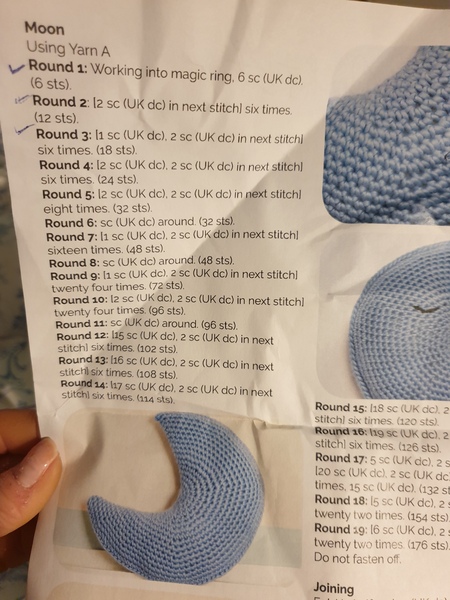 Moon
Using Yarn A
Round 1: Working into magic ring, 6 sc (UK dc).
(6 sts).
Round 2: [2 sc (UK dc) in next stitch] six times.
(12 sts).
Round 3: [1 sc (UK dc), 2 sc (UK dc) in next stitch]
six times. (18 sts).
Round 4: [2 sc (UK dc), 2 sc (UK dc) in next stitch]
six times. (24 sts).
Round 5: [2 sc (UK dc), 2 sc (UK dc) in next stitch]
eight times. (32 sts).
Round 6: sc (UK dc) around. (32 sts).
Round 7: [1 sc (UK dc), 2 sc (UK dc) in next stitch]
sixteen times. (48 sts).
Round 8: sc (UK dc) around. (48 sts).
Round 9: [1 sc (UK dc), 2 sc (UK dc) in next stitch]
twenty four times. (72 sts).
Round 10: [2 sc (UK dc), 2 sc (UK dc) in next stitch]
twenty four times. (96 sts).
Round 11: sc (UK dc) around. (96 sts).
Round 12: [15 sc (UK dc), 2 sc (UK dc) in next
stitch] six times. (102 sts).
Round 13: [16 sc (UK dc), 2 sc (UK dc) in next
stitch] six times. (108 sts).
Round 14: [17 sc (UK dc), 2 sc (UK dc) in next
stitch] six times. (114 sts).
Round 15: [18 sc (UK dc), 2
stitch] six times. (120 sts).
Round 16: [19 sc (UK dc), 2
stitch] six times. (126 sts).
Round 17: 5 sc (UK dc), 2 s
[20 sc (UK dc), 2 sc (UK dc
times, 15 sc (UK dc). (132 st
Round 18: [5 sc (UK dc), 2 s
twenty two times. (154 sts)
Round 19: [6 sc (UK dc), 2 s
twenty two times. (176 sts).
Do not fasten off.
Joining